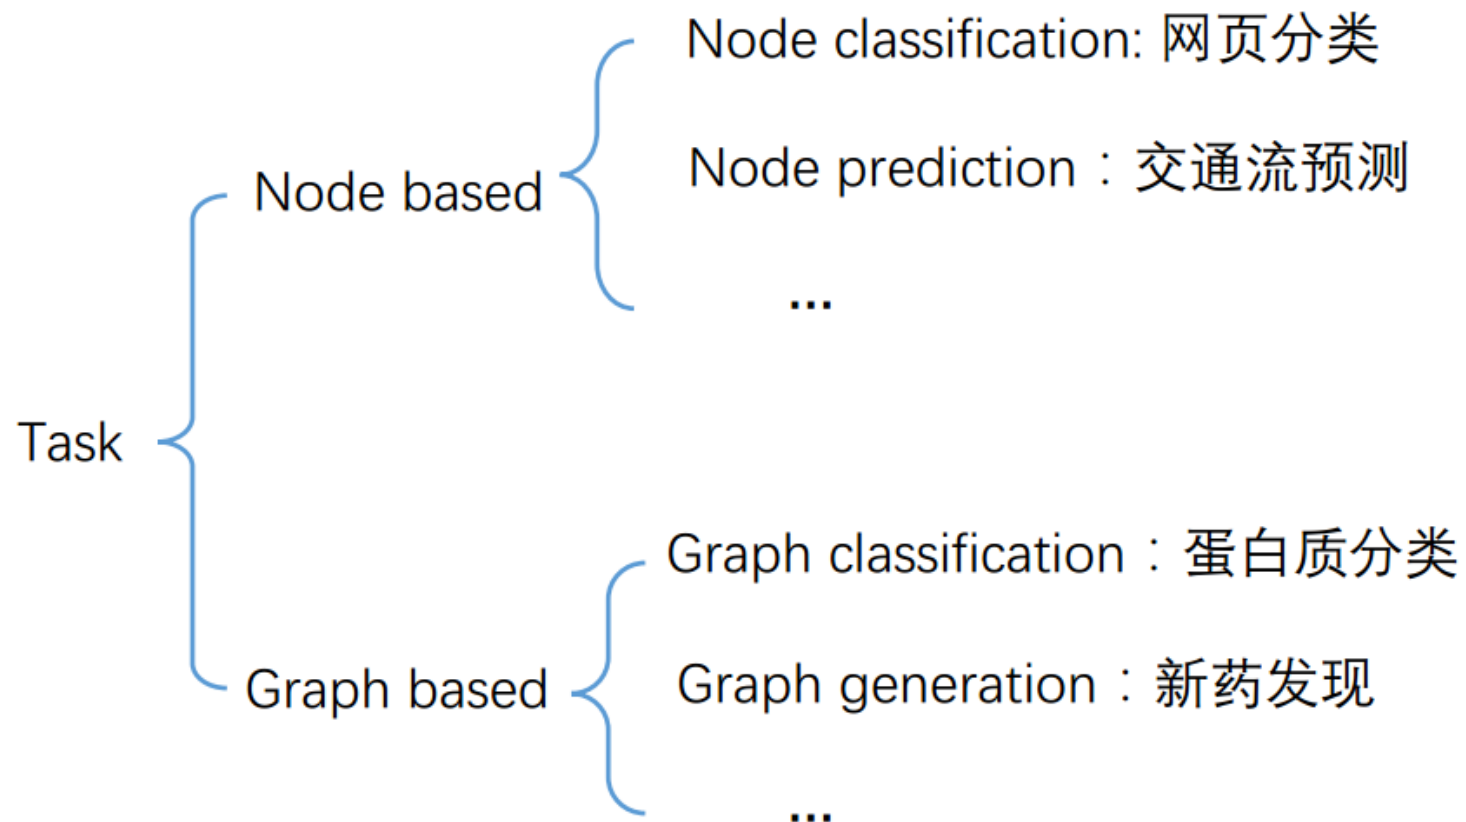 Node classification: 网页分类
Node prediction：交通流预测
Node based
...
Task
Graph classification：蛋白质分类
Graph generation：新药发现
Graph based
...